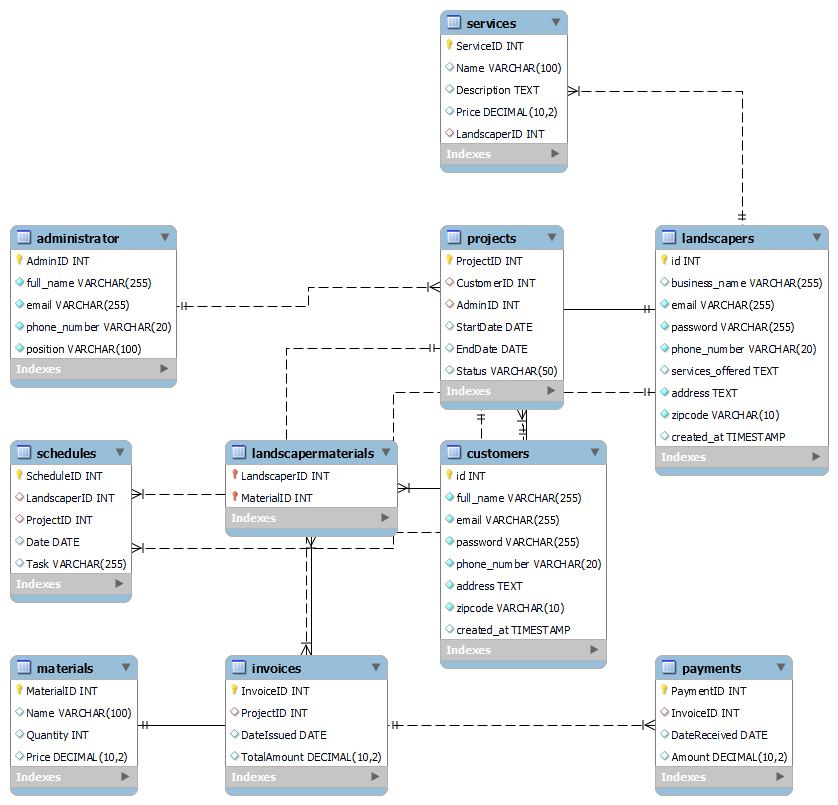 services
ServiceID INT
Name VARCHAR(100)
Description TEXT
Price DECIMAL(10,2)
LandscaperID INT
Indexes
administrator
AdminID INT
full_name VARCHAR(255)
email VARCHAR(255)
phone_number VARCHAR(20)
position VARCHAR(100)
Indexes
projects
ProjectID INT
CustomerID INT
AdminID INT
StartDate DATE
EndDate DATE
Status VARCHAR(50)
Indexes
landscapers
id INT
business_name VARCHAR(255)
email VARCHAR(255)
password VARCHAR(255)
phone_number VARCHAR(20)
services_offered TEXT
address TEXT
zipcode VARCHAR(10)
created_at TIMESTAMP
Indexes
schedules
ScheduleID INT
LandscaperID INT
ProjectID INT
Date DATE
Task VARCHAR(255)
Indexes
landscapermaterials
LandscaperID INT
MaterialID INT
Indexes
customers
id INT
full_name VARCHAR(255)
email VARCHAR(255)
password VARCHAR(255)
phone_number VARCHAR(20)
address TEXT
zipcode VARCHAR(10)
created_at TIMESTAMP
Indexes
materials
MaterialID INT
Name VARCHAR(100)
Quantity INT
Price DECIMAL(10,2)
Indexes
invoices
InvoiceID INT
ProjectID INT
DateIssued DATE
TotalAmount DECIMAL(10,2)
Indexes
payments
PaymentID INT
InvoiceID INT
DateReceived DATE
Amount DECIMAL(10,2)
Indexes